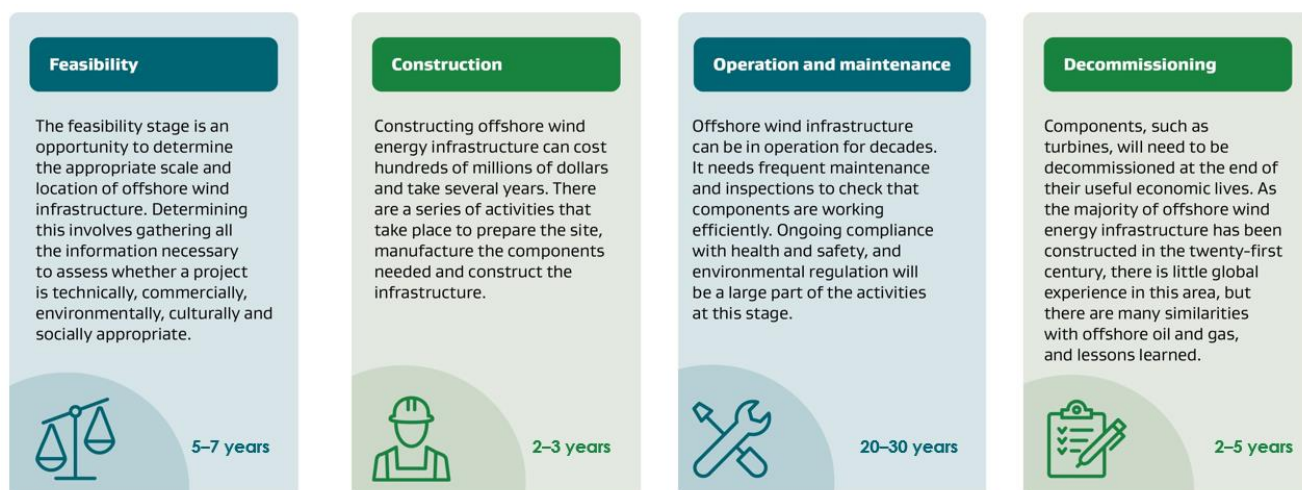 Feasibility
The feasibility stage is an
opportunity to determine
the appropriate scale and
location of offshore wind
infrastructure. Determining
this involves gathering all
the information necessary
to assess whether a project
is technically, commercially,
environmentally, culturally and
socially appropriate.
5–7 years
Construction
Constructing offshore wind
energy infrastructure can cost
hundreds of millions of dollars
and take several years. There
are a series of activities that
take place to prepare the site,
manufacture the components
needed and construct the
infrastructure.
2–3 years
Operation and maintenance
Offshore wind infrastructure
can be in operation for decades.
It needs frequent maintenance
and inspections to check that
components are working
efficiently. Ongoing compliance
with health and safety, and
environmental regulation will
be a large part of the activities
at this stage.
20–30 years
Decommissioning
Components, such as
turbines, will need to be
decommissioned at the end of
their useful economic lives. As
the majority of offshore wind
energy infrastructure has been
constructed in the twenty-first
century, there is little global
experience in this area, but
there are many similarities
with offshore oil and gas,
and lessons learned.
2–5 years